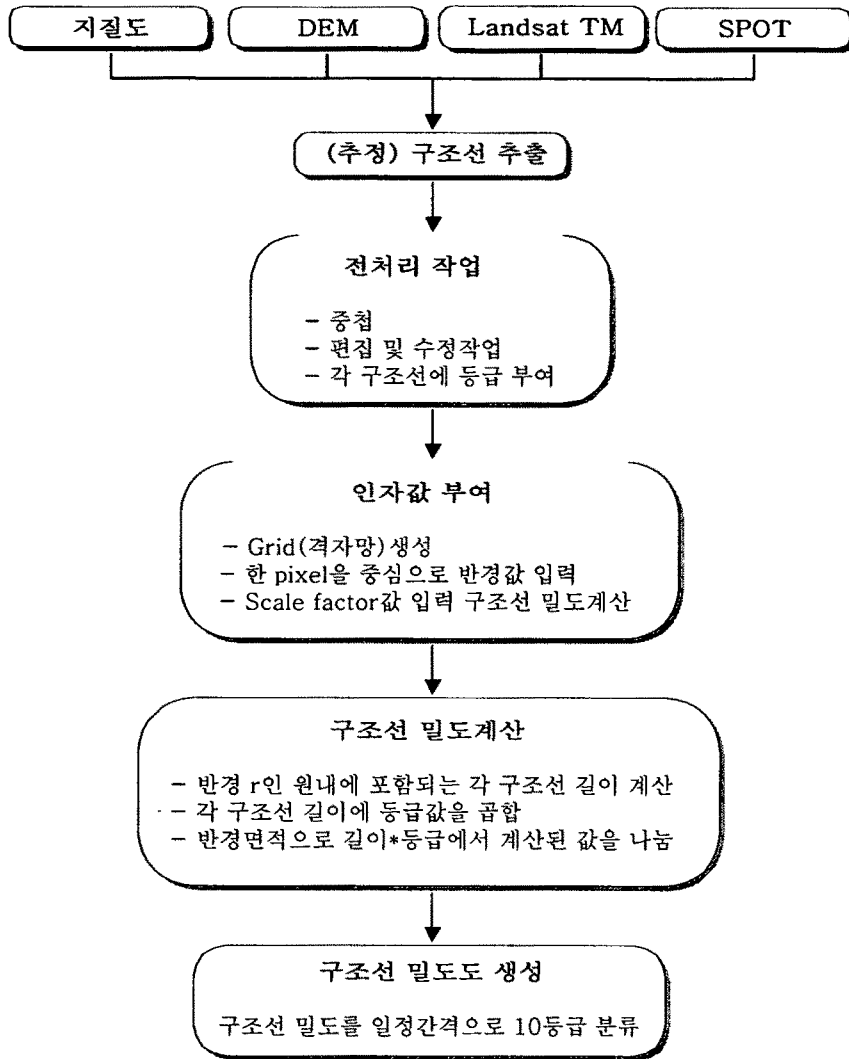 지질도
DEM
Landsat TM
SPOT
(추정) 구조선 추출
전처리 작업
- 중첩
- 편집 및 수정작업
- 각 구조선에 등급 부여
인자값 부여
- Grid(격자망)생성
- 한 pixel을 중심으로 반경값 입력
- Scale factor값 입력 구조선 밀도계산
구조선 밀도계산
- 반경 r인 원내에 포함되는 각 구조선 길이 계산
- 각 구조선 길이에 등급값을 곱합
- 반경면적으로 길이*등급에서 계산된 값을 나눔
구조선 밀도도 생성
구조선 밀도를 일정간격으로 10등급 분류